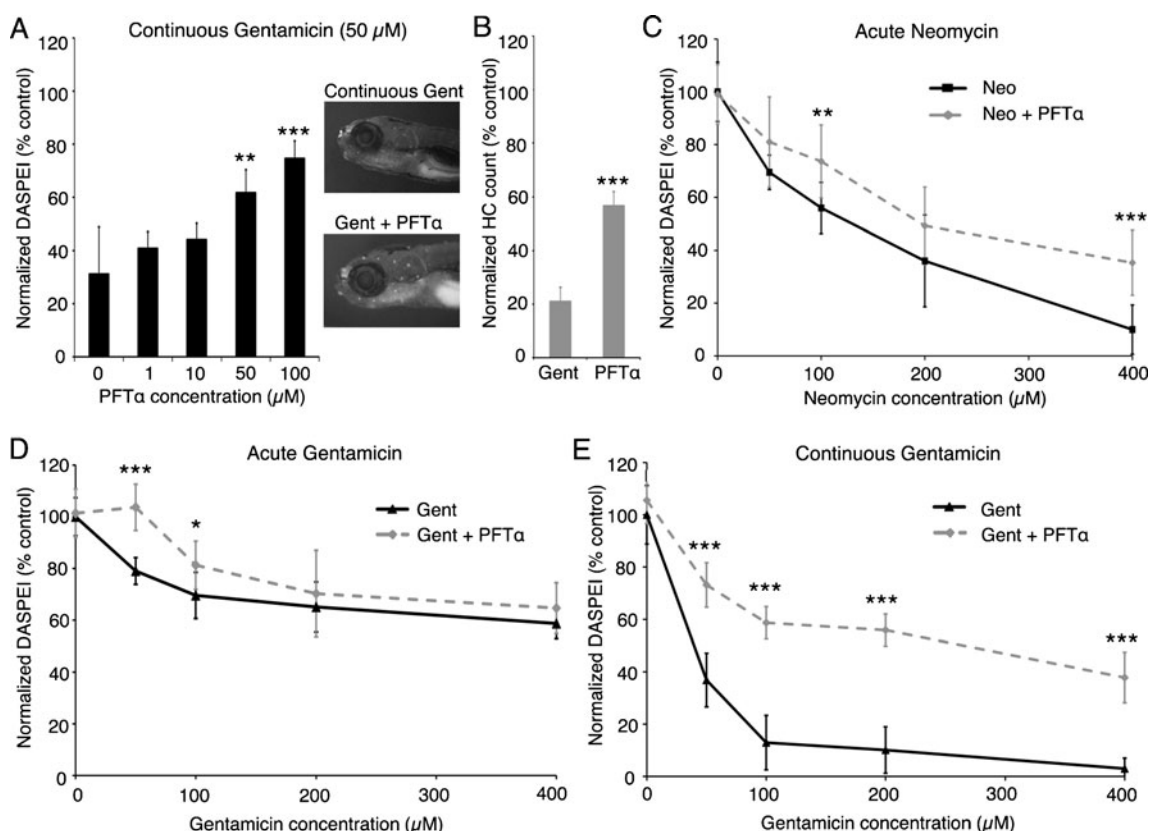 A
Continuous Gentamicin (50 µM)
Normalized DASPEI (% control)
120
100
80
60
40
20
0
**
***
0 1 10 50 100
PFTα concentration (µM)
Continuous Gent
Gent + PFTα
B
Normalized HC count (% control)
120
100
80
60
40
20
0
***
Gent PFTα
C
Acute Neomycin
Normalized DASPEI (% control)
120
100
80
60
40
20
0
Neo
Neo + PFTα
**
***
0 100 200 300 400
Neomycin concentration (µM)
D
Acute Gentamicin
Normalized DASPEI (% control)
120
100
80
60
40
20
0
***
*
Gent
Gent + PFTα
0 100 200 300 400
Gentamicin concentration (µM)
E
Continuous Gentamicin
Normalized DASPEI (% control)
120
100
80
60
40
20
0
Gent
Gent + PFTα
***
***
***
***
0 100 200 300 400
Gentamicin concentration (µM)